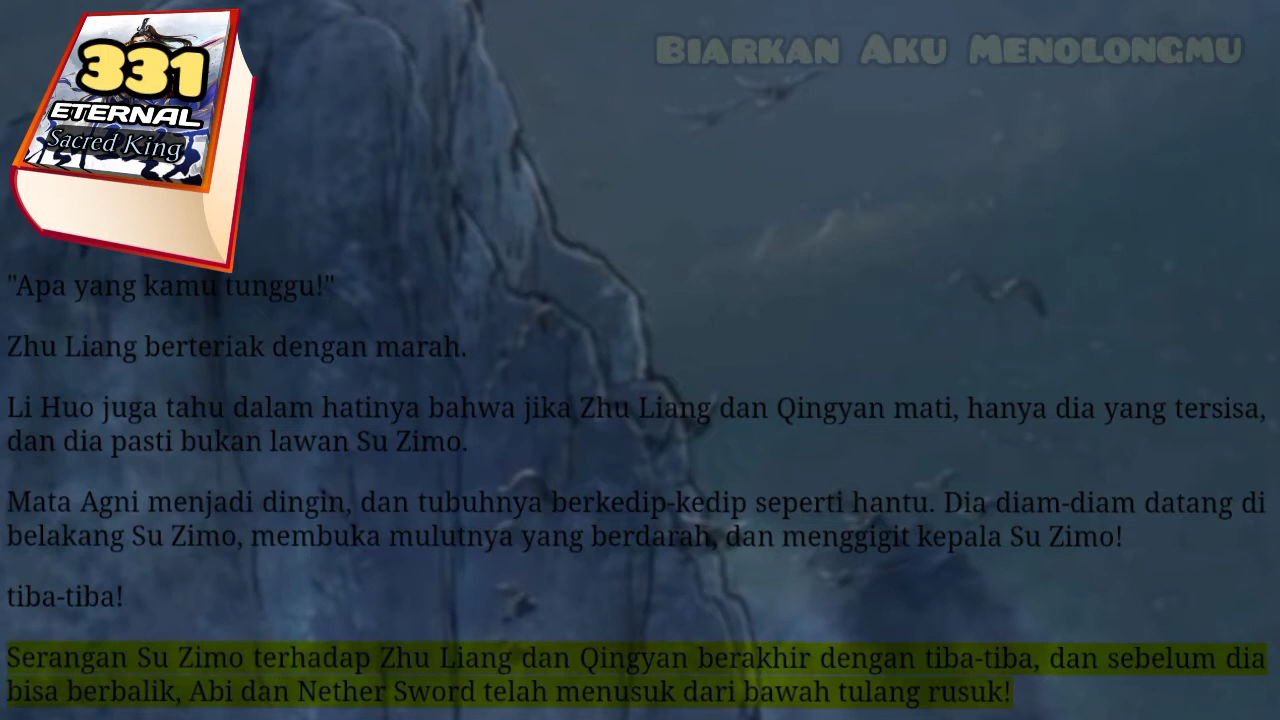 331
ETERNAL
Sacred King
Biarkan Aku Menolongmu
"Apa yang kamu tunggu!"
Zhu Liang berteriak dengan marah.
Li Huo juga tahu dalam hatinya bahwa jika Zhu Liang dan Qingyan mati, hanya dia yang tersisa,
dan dia pasti bukan lawan Su Zimo.
Mata Agni menjadi dingin, dan tubuhnya berkedip-kedip seperti hantu. Dia diam-diam datang di
belakang Su Zimo, membuka mulutnya yang berdarah, dan menggigit kepala Su Zimo!
tiba-tiba!
Serangan Su Zimo terhadap Zhu Liang dan Qingyan berakhir dengan tiba-tiba, dan sebelum dia
bisa berbalik, Abi dan Nether Sword telah menusuk dari bawah tulang rusuk!